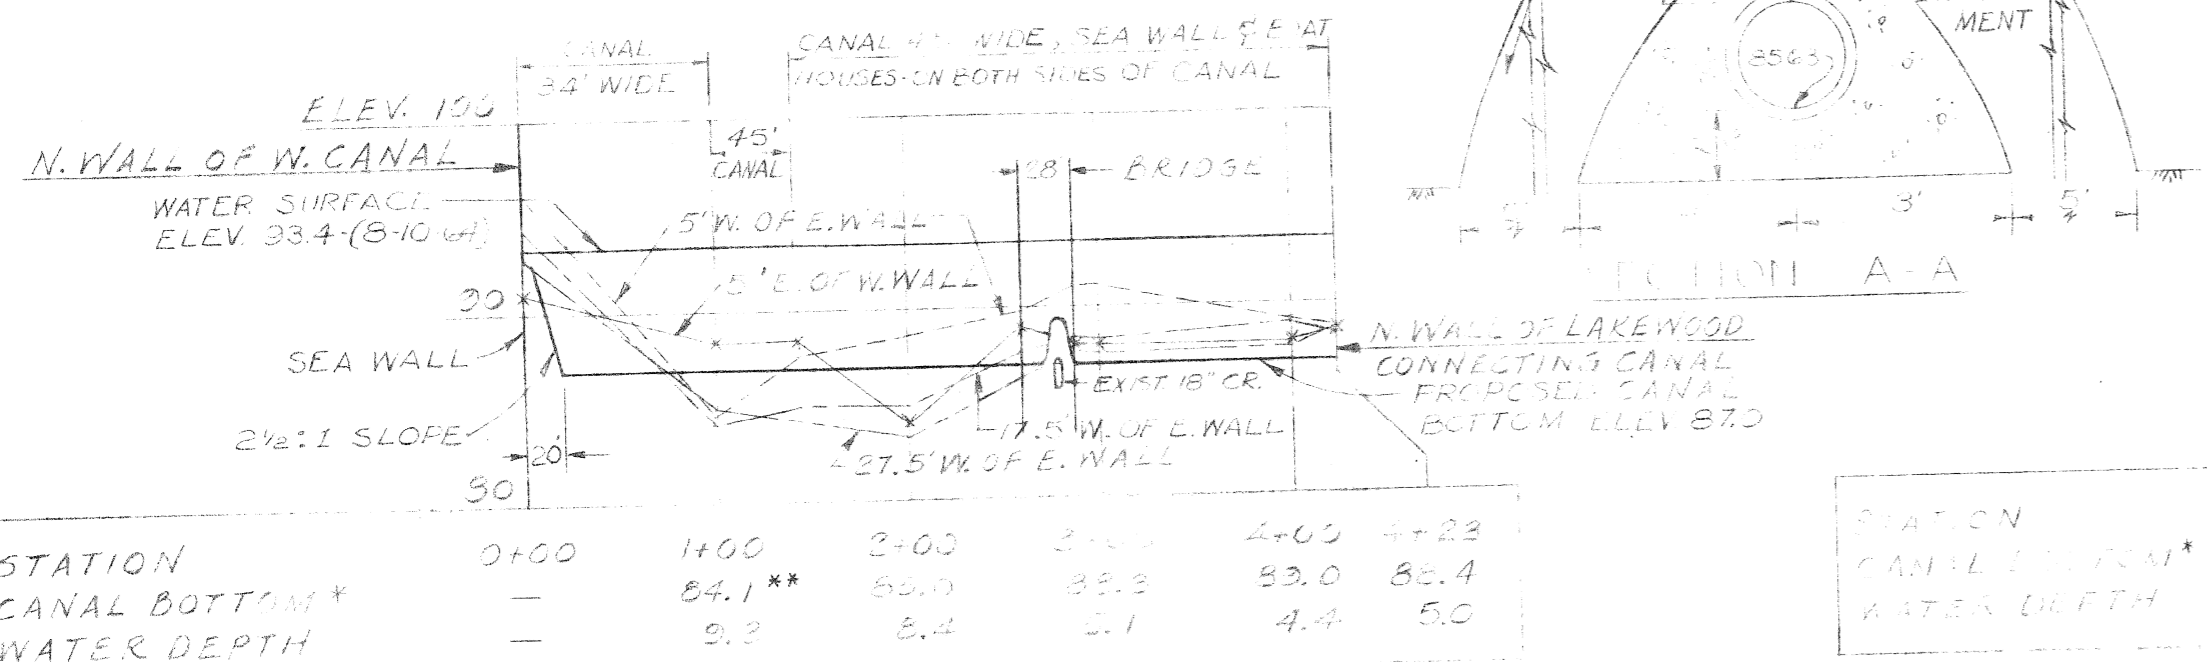 CANAL
34' WIDE
CANAL WIDE, SEA WALL &
HOUSES-ON BOTH SIDES OF CANAL
MENT
ELEV. 100
45'
CANAL
N. WALL OF W. CANAL
28'
BRIDGE
WATER SURFACE
ELEV. 93.4-(8-10-64)
5' W. OF E. WALL
3'
5'
5' E. OF W. WALL
A-A
90
N. WALL OF LAKEWOOD
CONNECTING CANAL
SEA WALL
EXIST. 18" CR.
PROPOSED CANAL
BOTTOM ELEV 87.0
2½:1 SLOPE
17.5' W. OF E. WALL
20'
27.5' W. OF E. WALL
STATION 0+00 1+00 2+00 4+00 4+23
CANAL BOTTOM* — 84.1** 89.0 88.4
WATER DEPTH — 9.3 8.4 4.4 5.0
STATION
CANAL BOTTOM*
WATER DEPTH